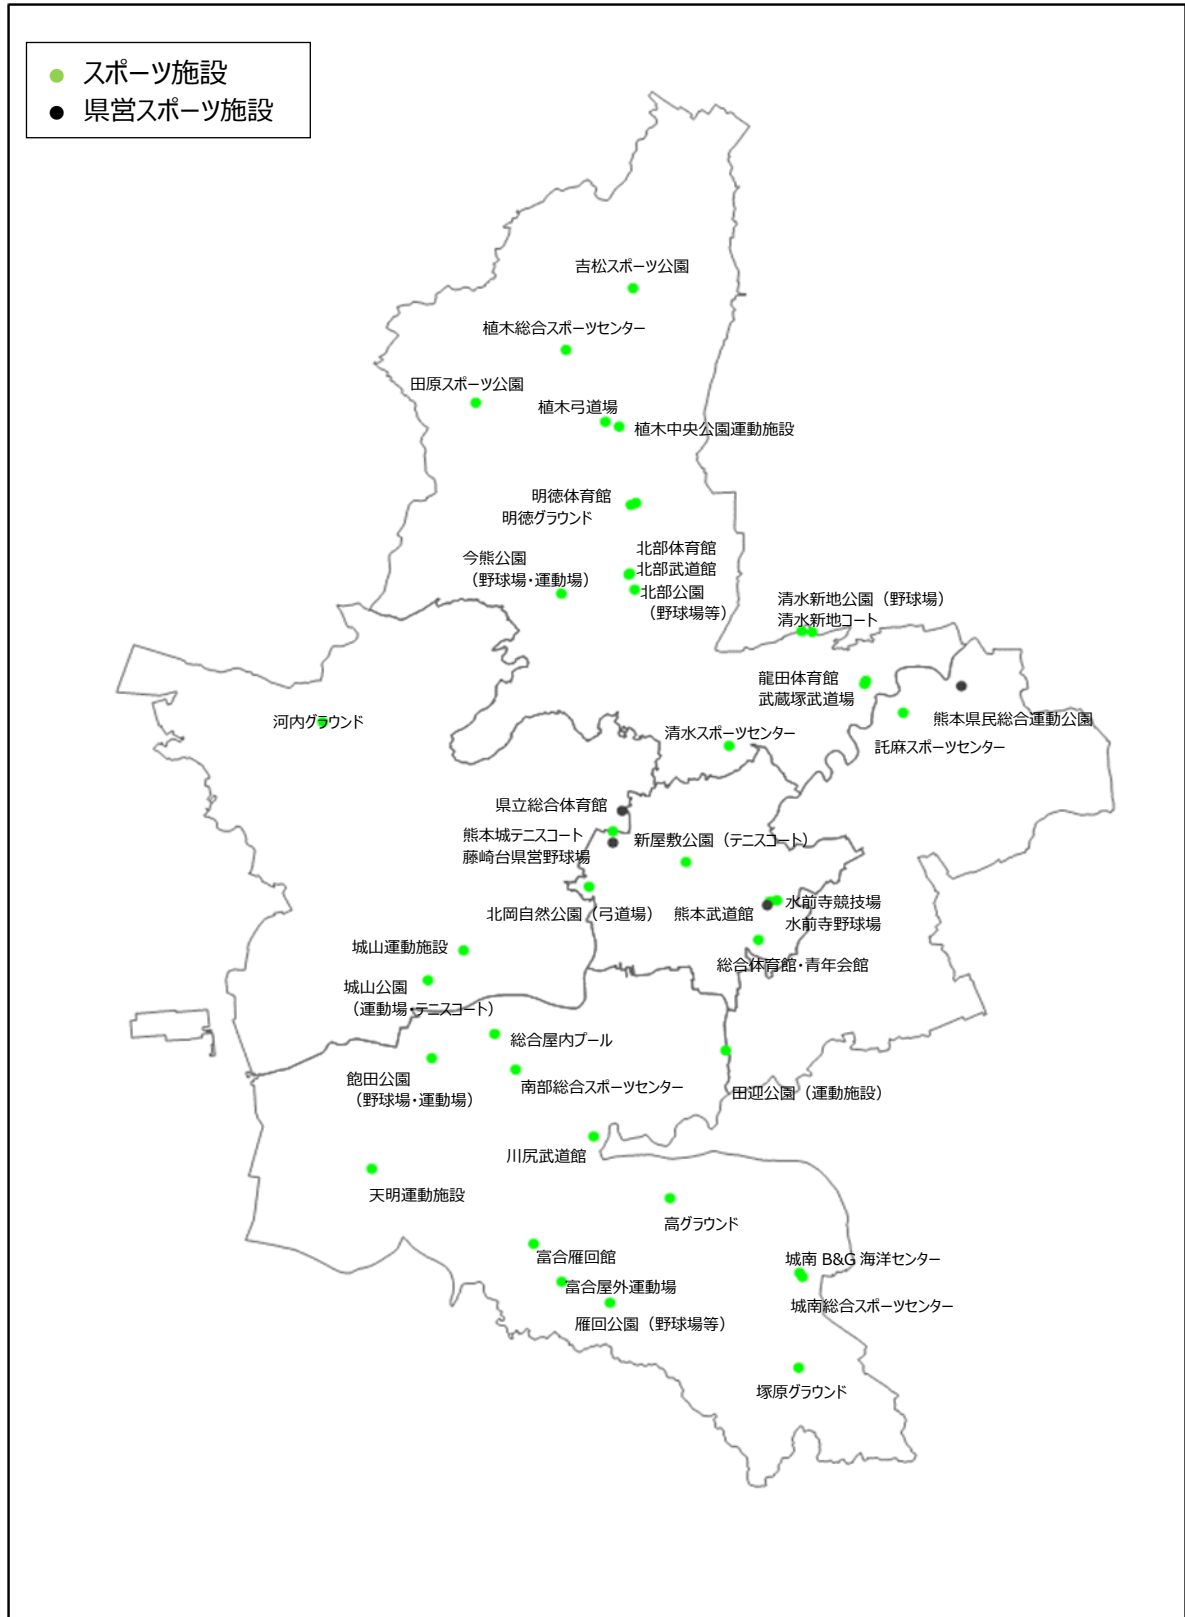 スポーツ施設
県営スポーツ施設
吉松スポーツ公園
植木総合スポーツセンター
田原スポーツ公園
植木弓道場
植木中央公園運動施設
明徳体育館
明徳グラウンド
北部体育館
北部武道館
今熊公園
（野球場・運動場）
北部公園
（野球場等）
清水新地公園（野球場）
清水新地コート
龍田体育館
武蔵塚武道場
熊本県民総合運動公園
河内グラウンド
清水スポーツセンター
託麻スポーツセンター
県立総合体育館
熊本城テニスコート
藤崎台県営野球場
新屋敷公園（テニスコート）
北岡自然公園（弓道場）
熊本武道館
水前寺競技場
水前寺野球場
城山運動施設
総合体育館・青年会館
城山公園
（運動場・テニスコート）
総合屋内プール
飽田公園
（野球場・運動場）
南部総合スポーツセンター
田迎公園（運動施設）
川尻武道館
天明運動施設
高グラウンド
富合雁回館
城南 B&G 海洋センター
富合屋外運動場
城南総合スポーツセンター
雁回公園（野球場等）
塚原グラウンド